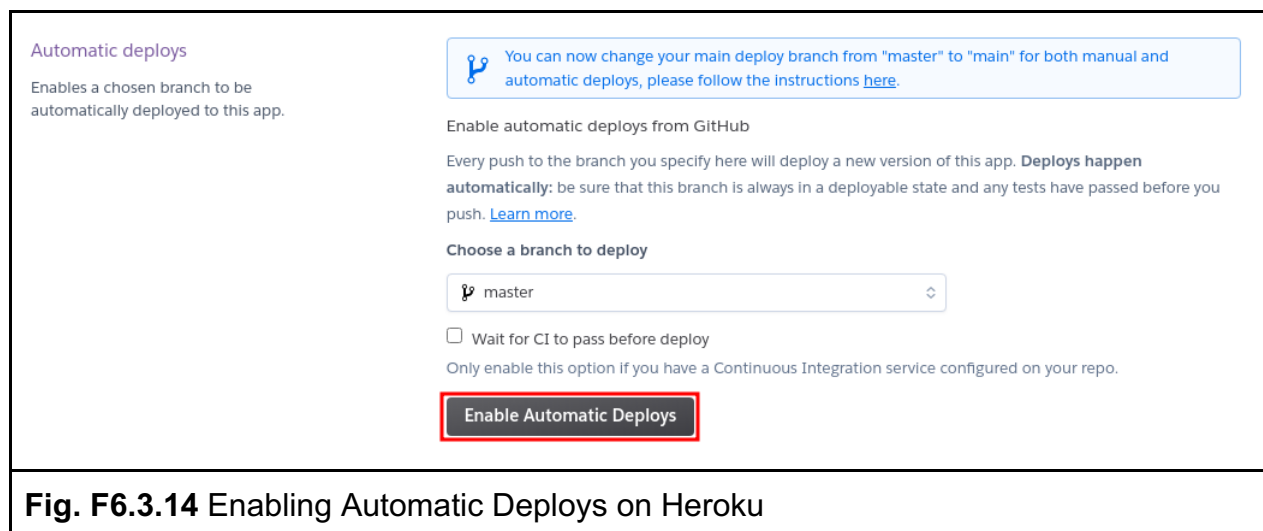 Automatic deploys
Enables a chosen branch to be
automatically deployed to this app.
You can now change your main deploy branch from "master" to "main" for both manual and
automatic deploys, please follow the instructions here.
Enable automatic deploys from GitHub
Every push to the branch you specify here will deploy a new version of this app. Deploys happen
automatically: be sure that this branch is always in a deployable state and any tests have passed before you
push. Learn more.
Choose a branch to deploy
master
Wait for CI to pass before deploy
Only enable this option if you have a Continuous Integration service configured on your repo.
Enable Automatic Deploys
Fig. F6.3.14 Enabling Automatic Deploys on Heroku